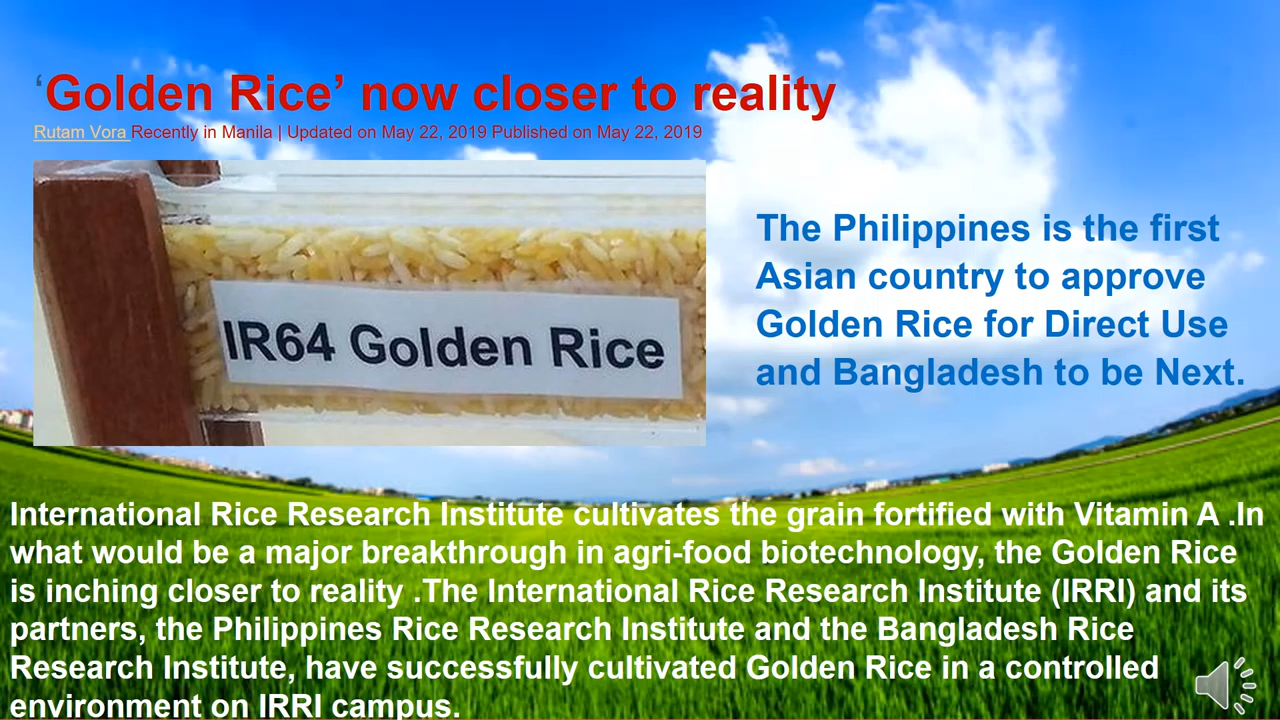 ‘Golden Rice’ now closer to reality
Rutam Vora Recently in Manila | Updated on May 22, 2019 Published on May 22, 2019
IR64 Golden Rice
The Philippines is the first
Asian country to approve
Golden Rice for Direct Use
and Bangladesh to be Next.
International Rice Research Institute cultivates the grain fortified with Vitamin A .In
what would be a major breakthrough in agri-food biotechnology, the Golden Rice
is inching closer to reality .The International Rice Research Institute (IRRI) and its
partners, the Philippines Rice Research Institute and the Bangladesh Rice
Research Institute, have successfully cultivated Golden Rice in a controlled
environment on IRRI campus.